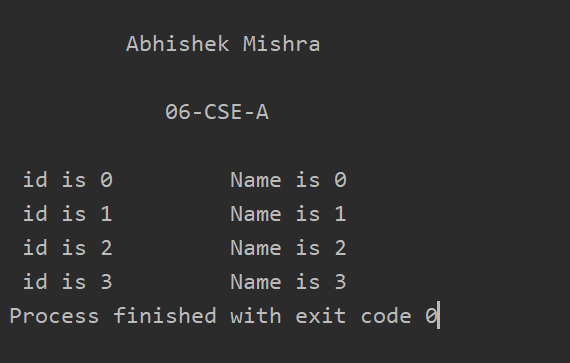 Abhishek Mishra
06-CSE-A
id is 0 Name is 0
id is 1 Name is 1
id is 2 Name is 2
id is 3 Name is 3
Process finished with exit code 0